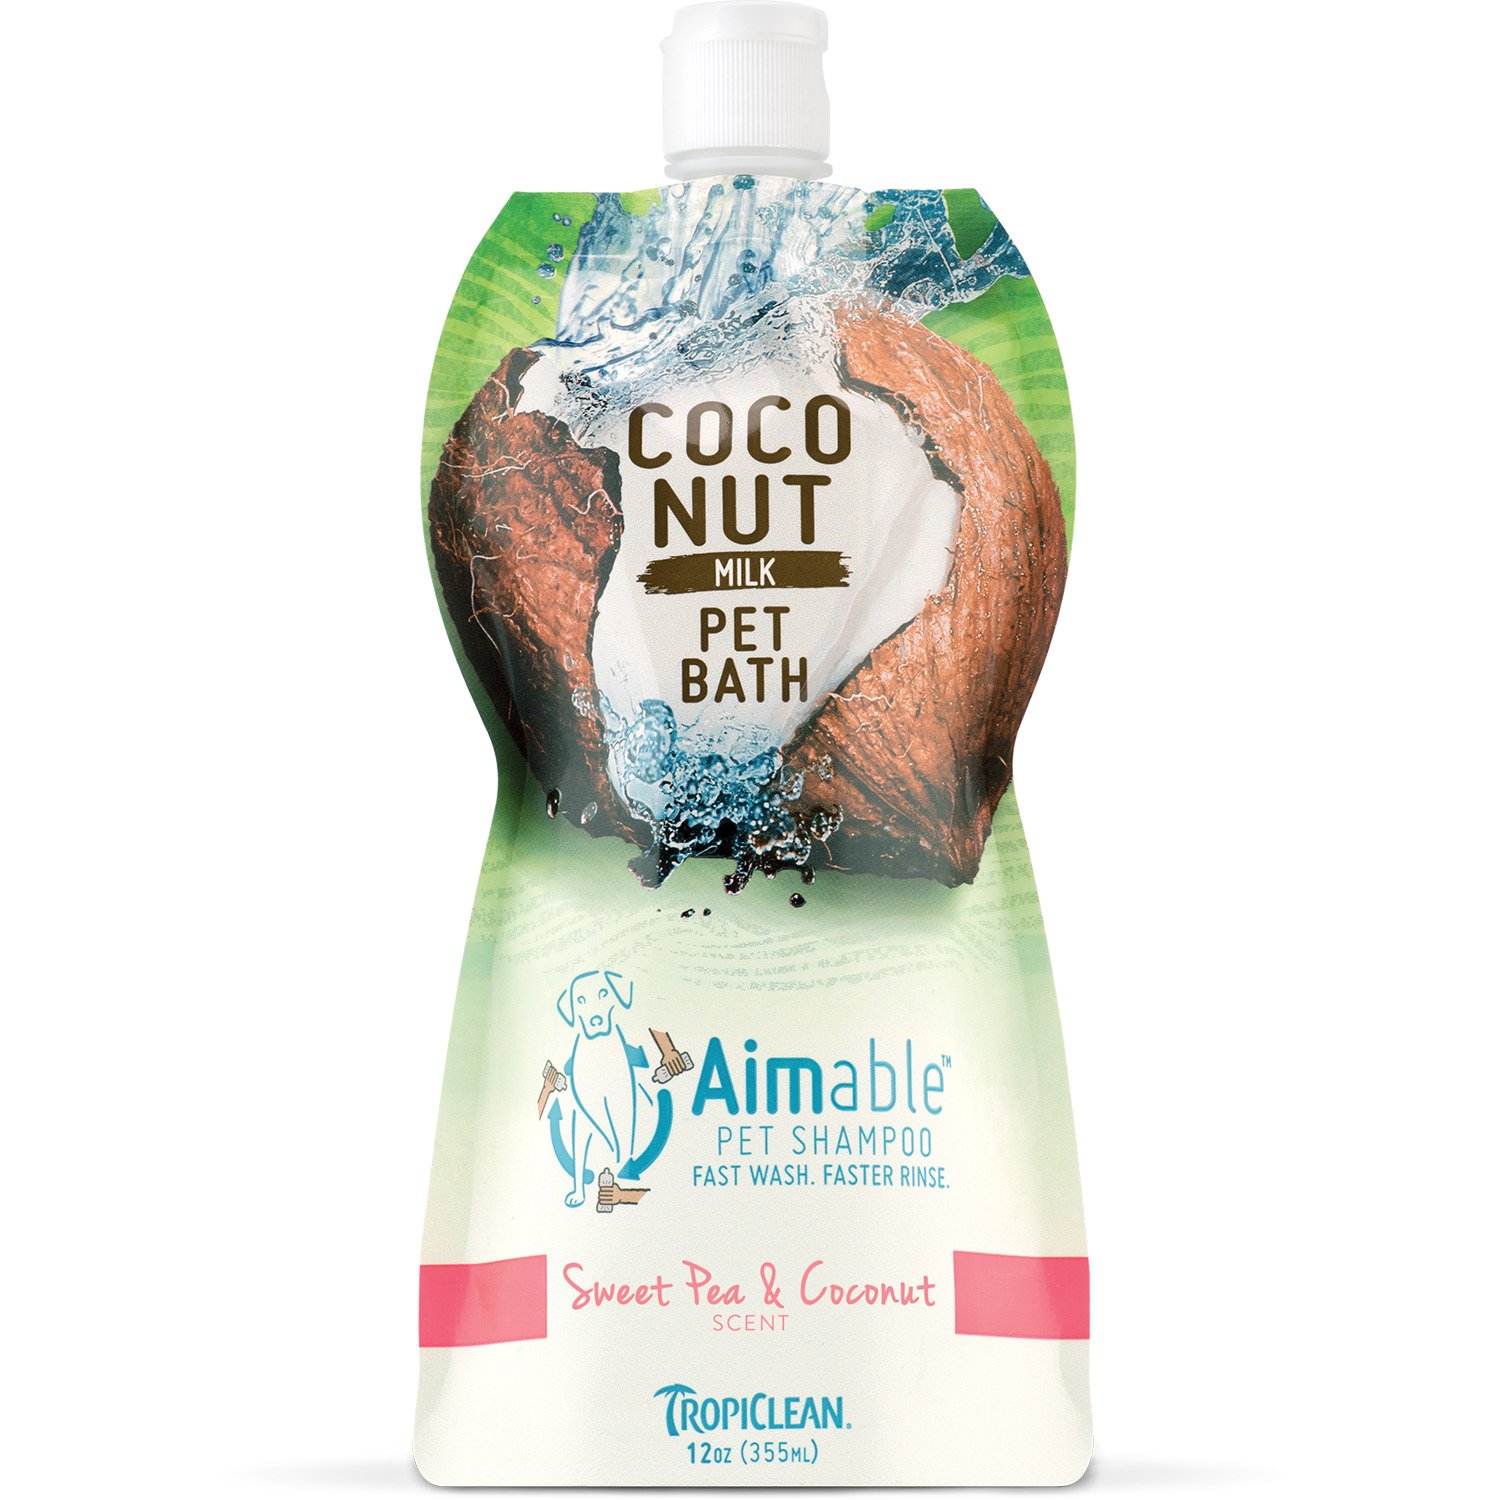 COCO
NUT
MILK
PET
BATH
Aimable™
PET SHAMPOO
FAST WASH. FASTER RINSE.
Sweet Pea & Coconut
SCENT
TROPICLEAN®
12OZ (355ML)